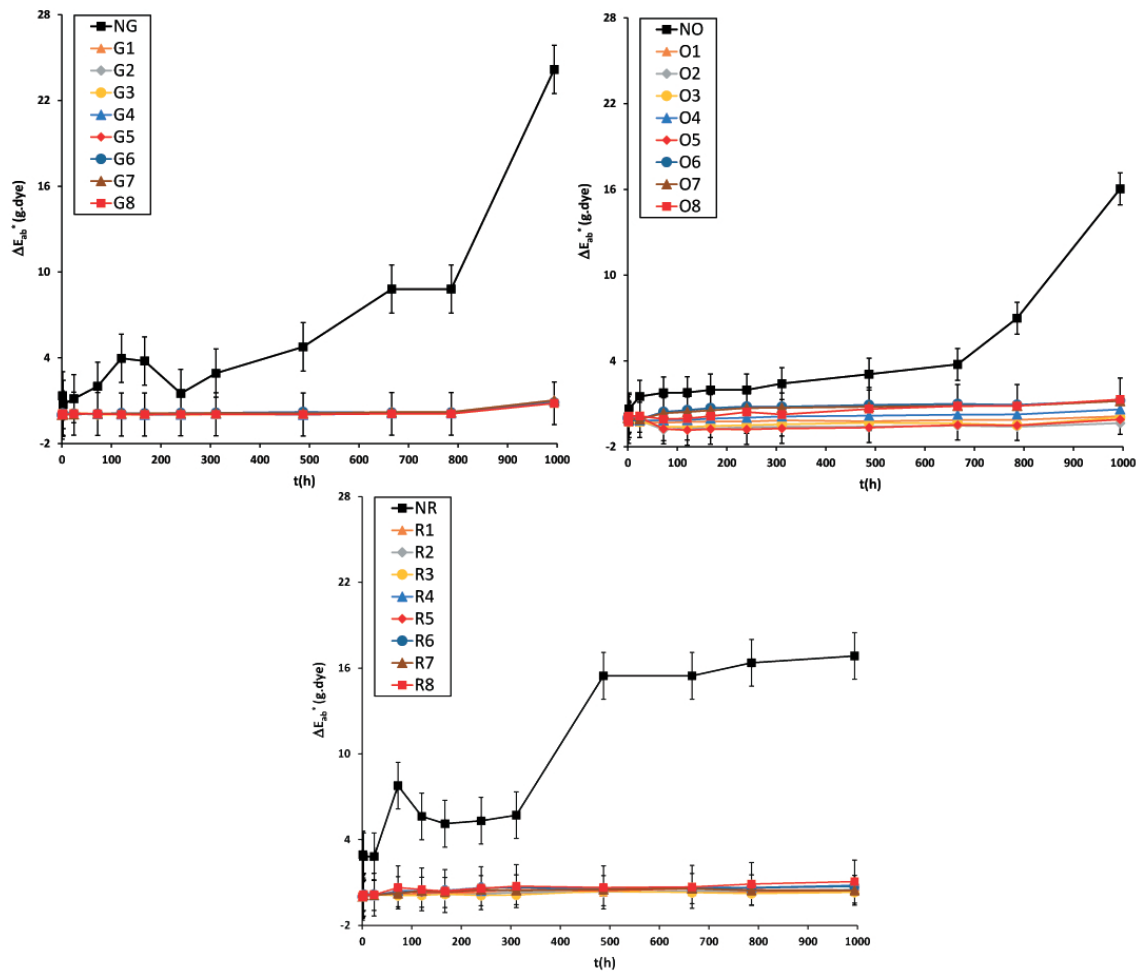 28
22
16
10
4
-2
ΔE_ab^* (g.dye)
NG
G1
G2
G3
G4
G5
G6
G7
G8
0 100 200 300 400 500 600 700 800 900 1000
t(h)
28
22
16
10
4
-2
ΔE_ab^* (g.dye)
NO
O1
O2
O3
O4
O5
O6
O7
O8
0 100 200 300 400 500 600 700 800 900 1000
t(h)
28
22
16
10
4
-2
ΔE_ab^* (g.dye)
NR
R1
R2
R3
R4
R5
R6
R7
R8
0 100 200 300 400 500 600 700 800 900 1000
t(h)